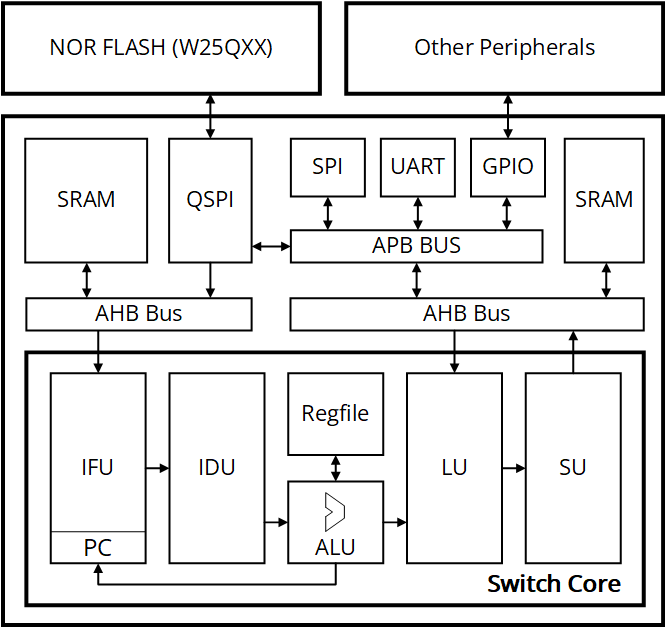 NOR FLASH (W25QXX)
Other Peripherals
SRAM
QSPI
SPI
UART
GPIO
SRAM
APB BUS
AHB Bus
AHB Bus
IFU
PC
IDU
Regfile
ALU
LU
SU
Switch Core